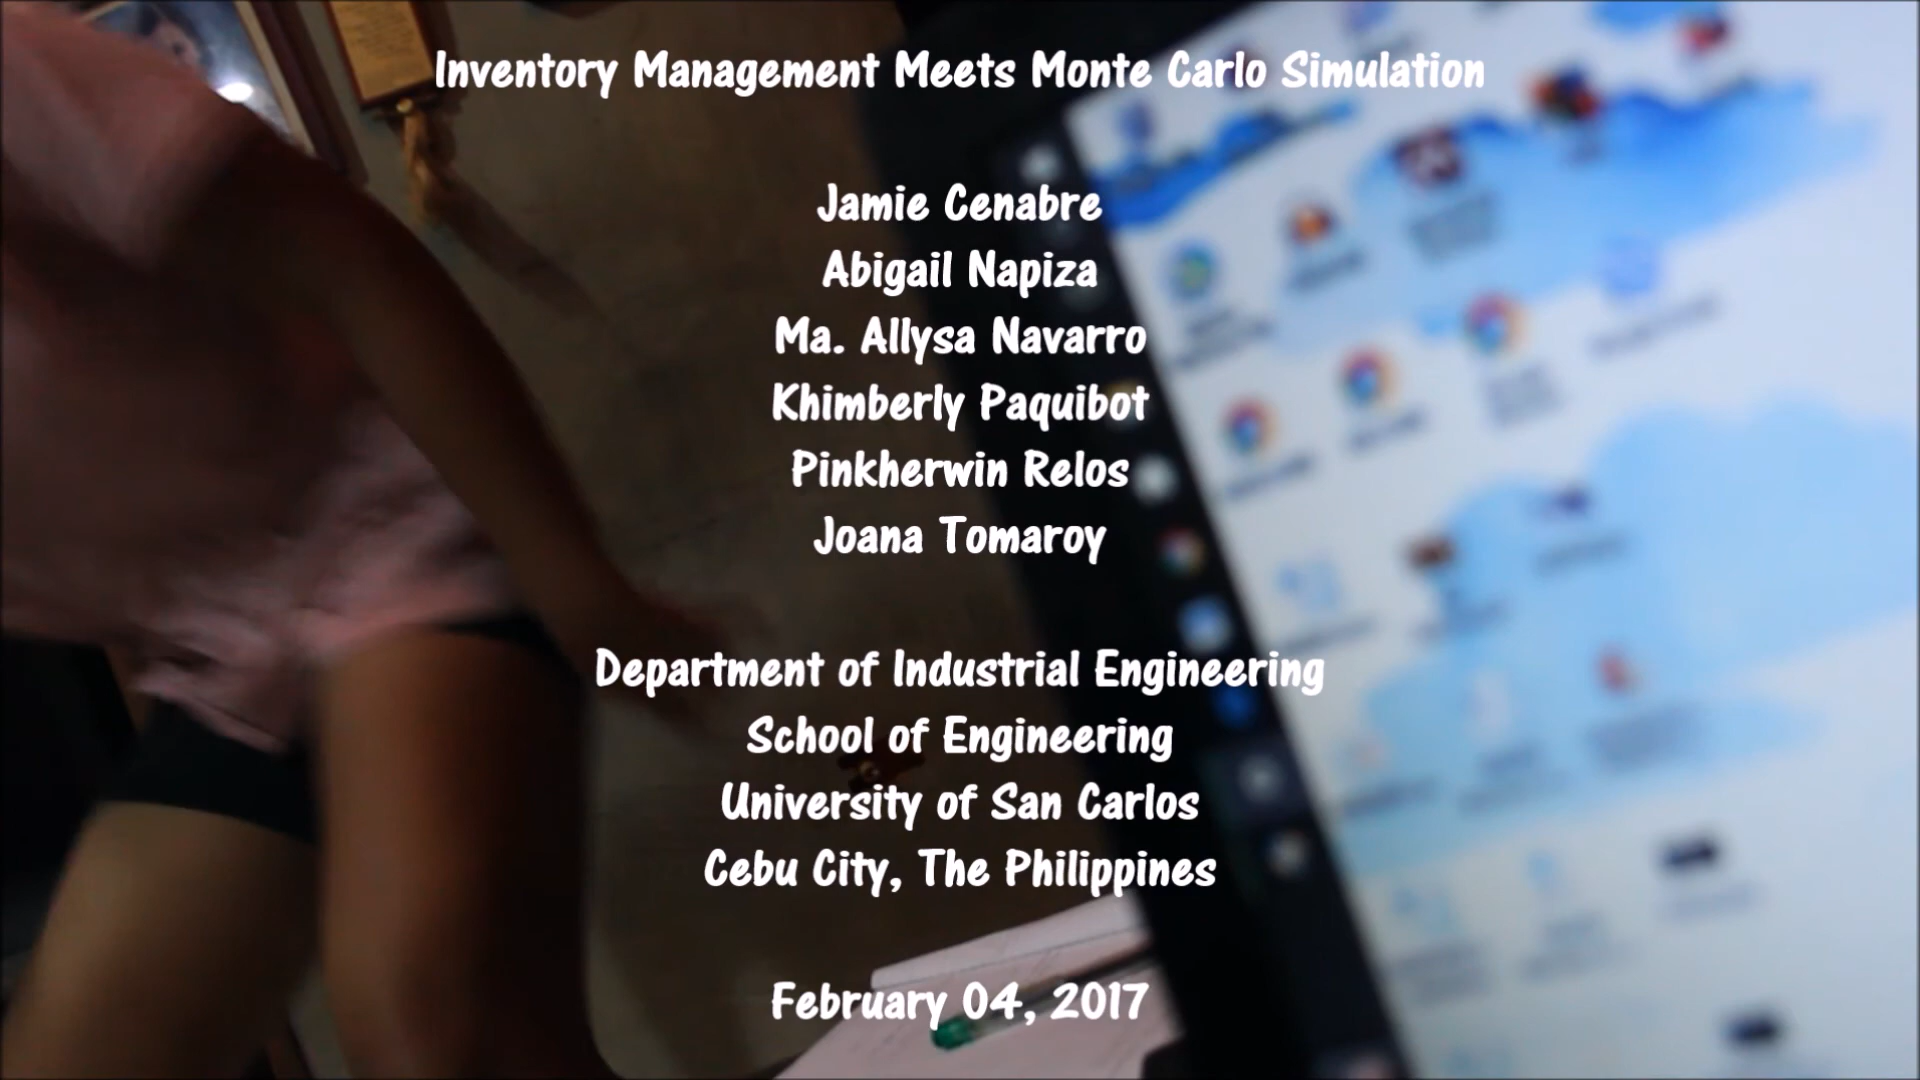 Inventory Management Meets Monte Carlo Simulation
Jamie Cenabre
Abigail Napiza
Ma. Allysa Navarro
Khimberly Paquibot
Pinkherwin Relos
Joana Tomaroy
Department of Industrial Engineering
School of Engineering
University of San Carlos
Cebu City, The Philippines
February 04, 2017